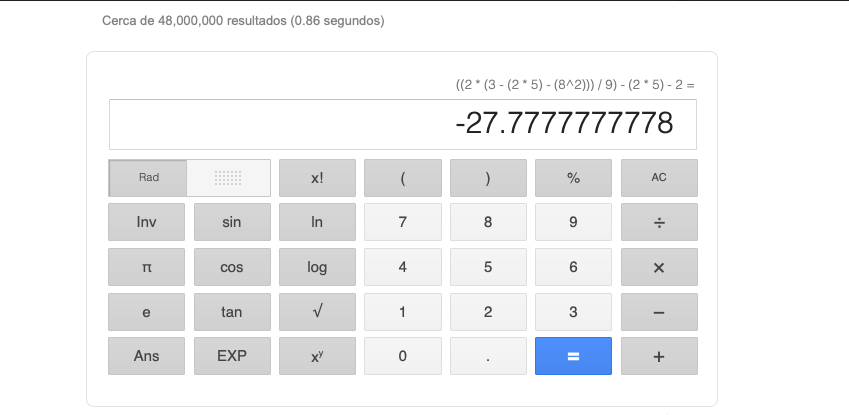 Cerca de 48,000,000 resultados (0.86 segundos)
((2 * (3 - (2 * 5) - (8^2))) / 9) - (2 * 5) - 2 =
-27.7777777778
Rad x! ( ) % AC
Inv sin ln 7 8 9 ÷
π cos log 4 5 6 ×
e tan √ 1 2 3 −
Ans EXP xʸ 0 . = +